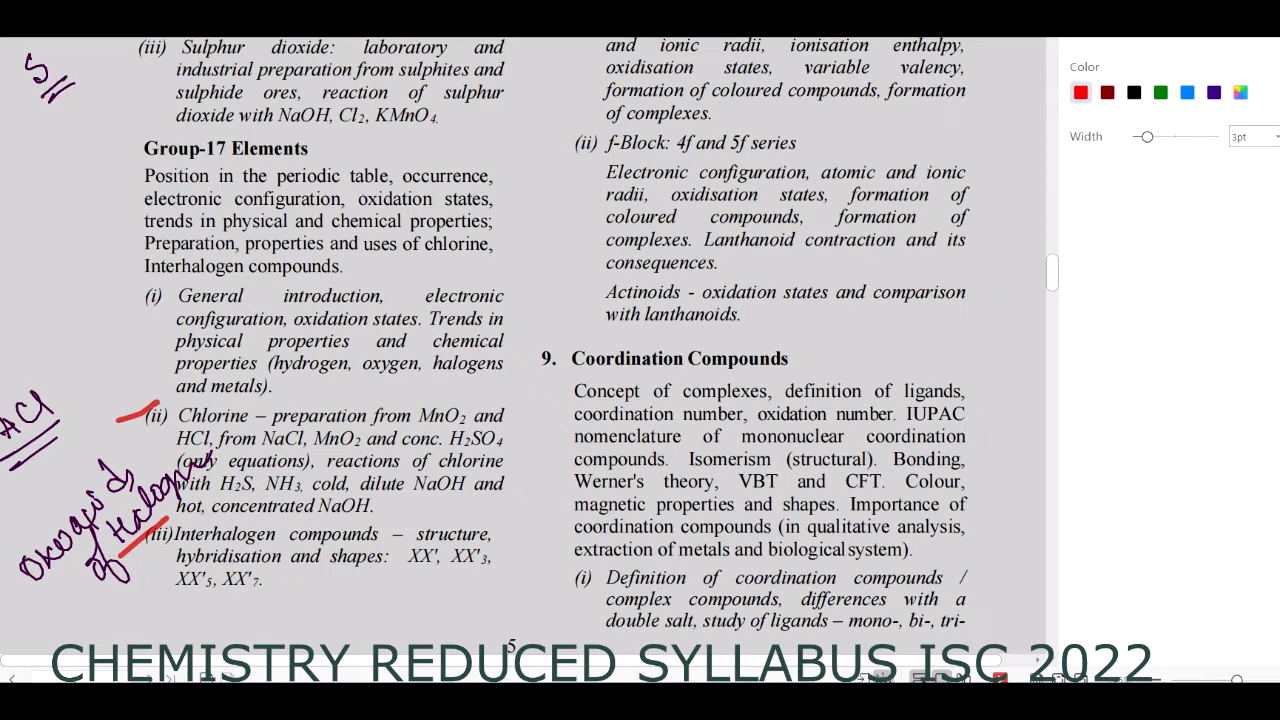 (iii) Sulphur dioxide: laboratory and
industrial preparation from sulphites and
sulphide ores, reaction of sulphur
dioxide with NaOH, Cl₂, KMnO₄.
Group-17 Elements
Position in the periodic table, occurrence,
electronic configuration, oxidation states,
trends in physical and chemical properties;
Preparation, properties and uses of chlorine,
Interhalogen compounds.
(i) General introduction, electronic
configuration, oxidation states. Trends in
physical properties and chemical
properties (hydrogen, oxygen, halogens
and metals).
(ii) Chlorine – preparation from MnO₂ and
HCl, from NaCl, MnO₂ and conc. H₂SO₄
(only equations), reactions of chlorine
with H₂S, NH₃, cold, dilute NaOH and
hot, concentrated NaOH.
(iii)Interhalogen compounds – structure,
hybridisation and shapes: XX', XX'₃,
XX'₅, XX'₇.
S
HCl
of Halogen
and ionic radii, ionisation enthalpy,
oxidisation states, variable valency,
formation of coloured compounds, formation
of complexes.
(ii) f-Block: 4f and 5f series
Electronic configuration, atomic and ionic
radii, oxidisation states, formation of
coloured compounds, formation of
complexes. Lanthanoid contraction and its
consequences.
Actinoids - oxidation states and comparison
with lanthanoids.
9. Coordination Compounds
Concept of complexes, definition of ligands,
coordination number, oxidation number. IUPAC
nomenclature of mononuclear coordination
compounds. Isomerism (structural). Bonding,
Werner's theory, VBT and CFT. Colour,
magnetic properties and shapes. Importance of
coordination compounds (in qualitative analysis,
extraction of metals and biological system).
(i) Definition of coordination compounds /
complex compounds, differences with a
double salt, study of ligands – mono-, bi-, tri-
5
Color
Width
3pt
CHEMISTRY REDUCED SYLLABUS ISC 2022